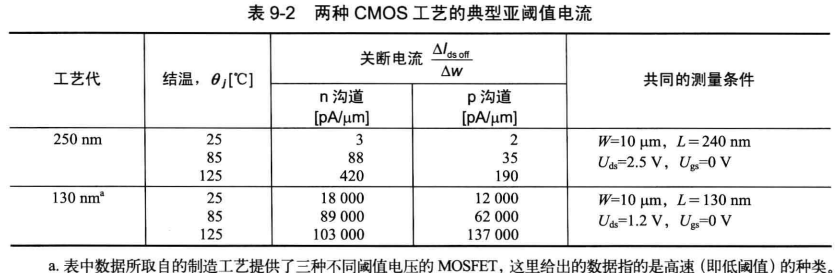 表 9-2 两种 CMOS 工艺的典型亚阈值电流
工艺代 结温，θj[℃] 关断电流 ΔIds off/Δw 共同的测量条件
n 沟道 [pA/μm] p 沟道 [pA/μm]
250 nm 25 3 2 W=10 μm，L=240 nm
85 88 35 Uds=2.5 V，Ugs=0 V
125 420 190
130 nmᵃ 25 18 000 12 000 W=10 μm，L=130 nm
85 89 000 62 000 Uds=1.2 V，Ugs=0 V
125 103 000 137 000
a. 表中数据所取自的制造工艺提供了三种不同阈值电压的 MOSFET，这里给出的数据指的是高速（即低阈值）的种类。